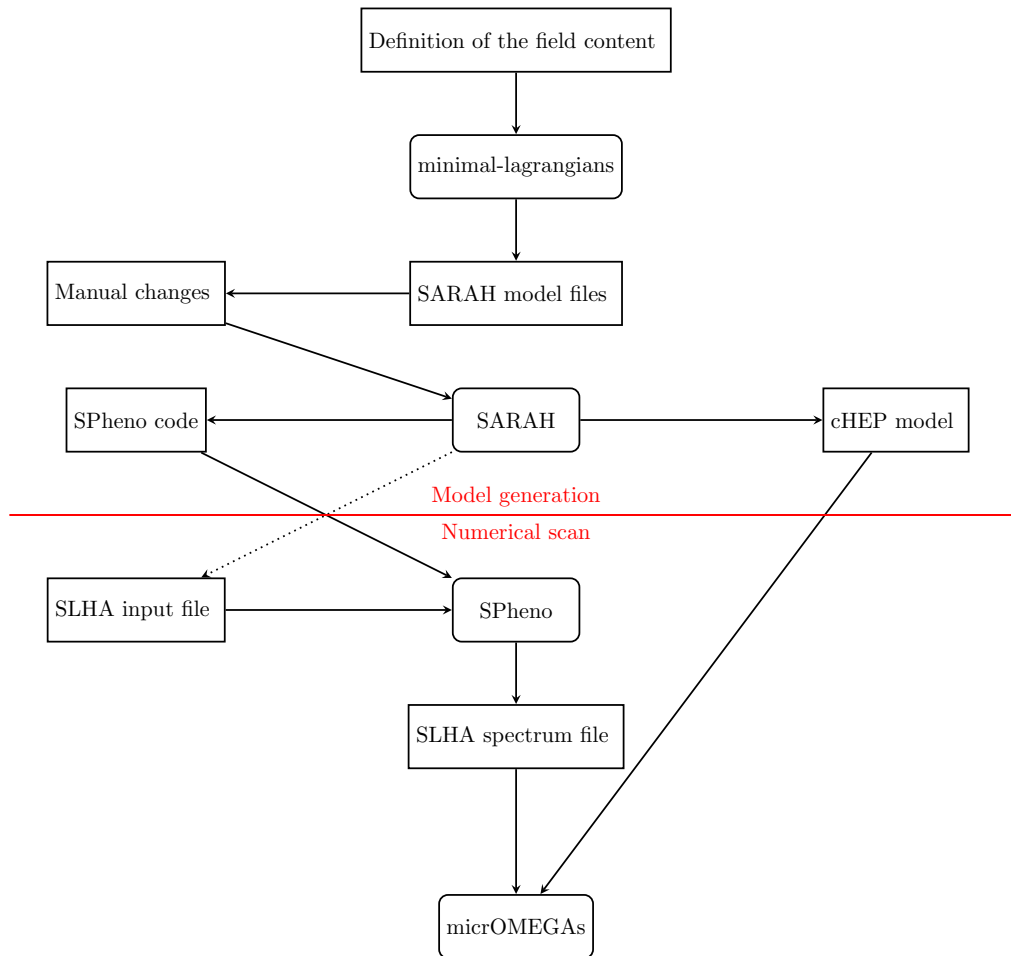 Definition of the field content
minimal-lagrangians
Manual changes
SARAH model files
SPheno code
SARAH
cHEP model
Model generation
Numerical scan
SLHA input file
SPheno
SLHA spectrum file
micrOMEGAs